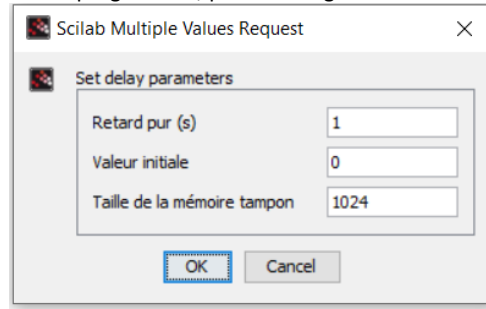 Scilab Multiple Values Request
Set delay parameters
Retard pur (s) 1
Valeur initiale 0
Taille de la mémoire tampon 1024
OK Cancel